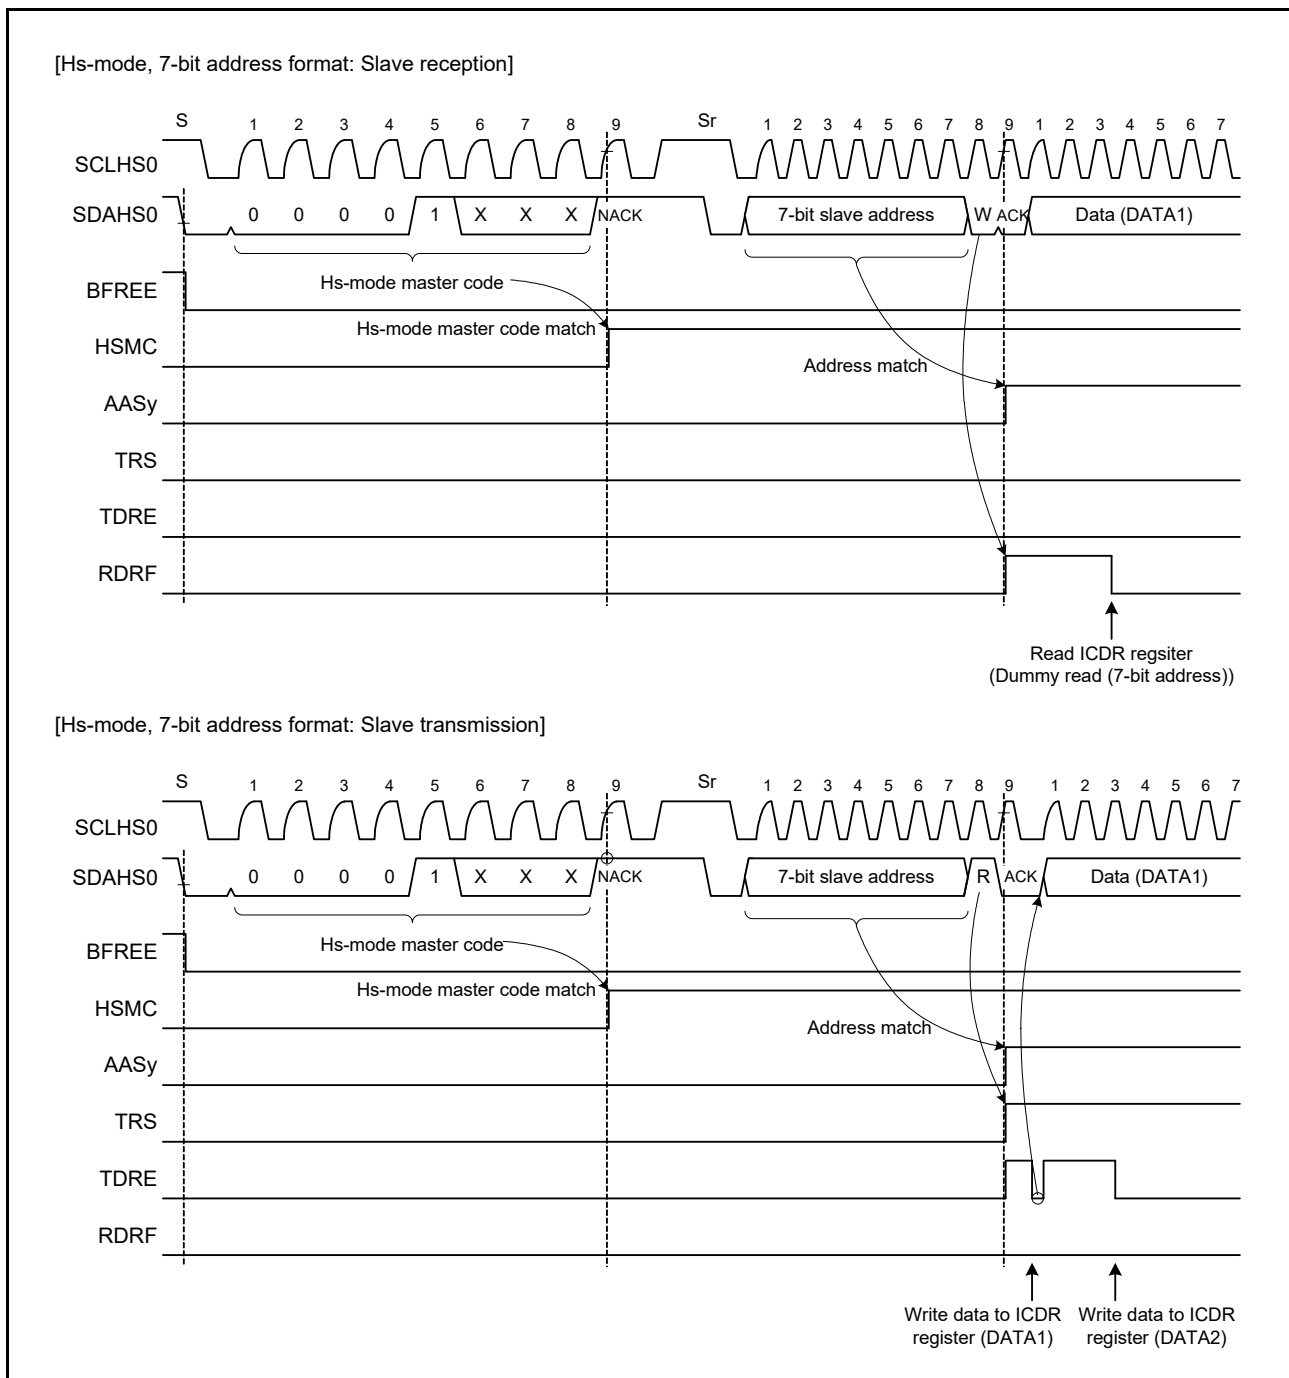 [Hs-mode, 7-bit address format: Slave reception]
S 1 2 3 4 5 6 7 8 9 Sr 1 2 3 4 5 6 7 8 9 1 2 3 4 5 6 7
SCLHS0
SDAHS0 0 0 0 0 1 X X X NACK 7-bit slave address W ACK Data (DATA1)
BFREE Hs-mode master code
Hs-mode master code match
HSMC
Address match
AASy
TRS
TDRE
RDRF
Read ICDR regsiter
(Dummy read (7-bit address))
[Hs-mode, 7-bit address format: Slave transmission]
S 1 2 3 4 5 6 7 8 9 Sr 1 2 3 4 5 6 7 8 9 1 2 3 4 5 6 7
SCLHS0
SDAHS0 0 0 0 0 1 X X X NACK 7-bit slave address R ACK Data (DATA1)
BFREE Hs-mode master code
Hs-mode master code match
HSMC
Address match
AASy
TRS
TDRE
RDRF
Write data to ICDR Write data to ICDR
register (DATA1) register (DATA2)